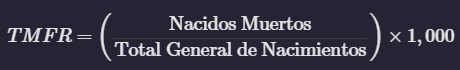 TMFR = (Nacidos Muertos / Total General de Nacimientos) × 1,000